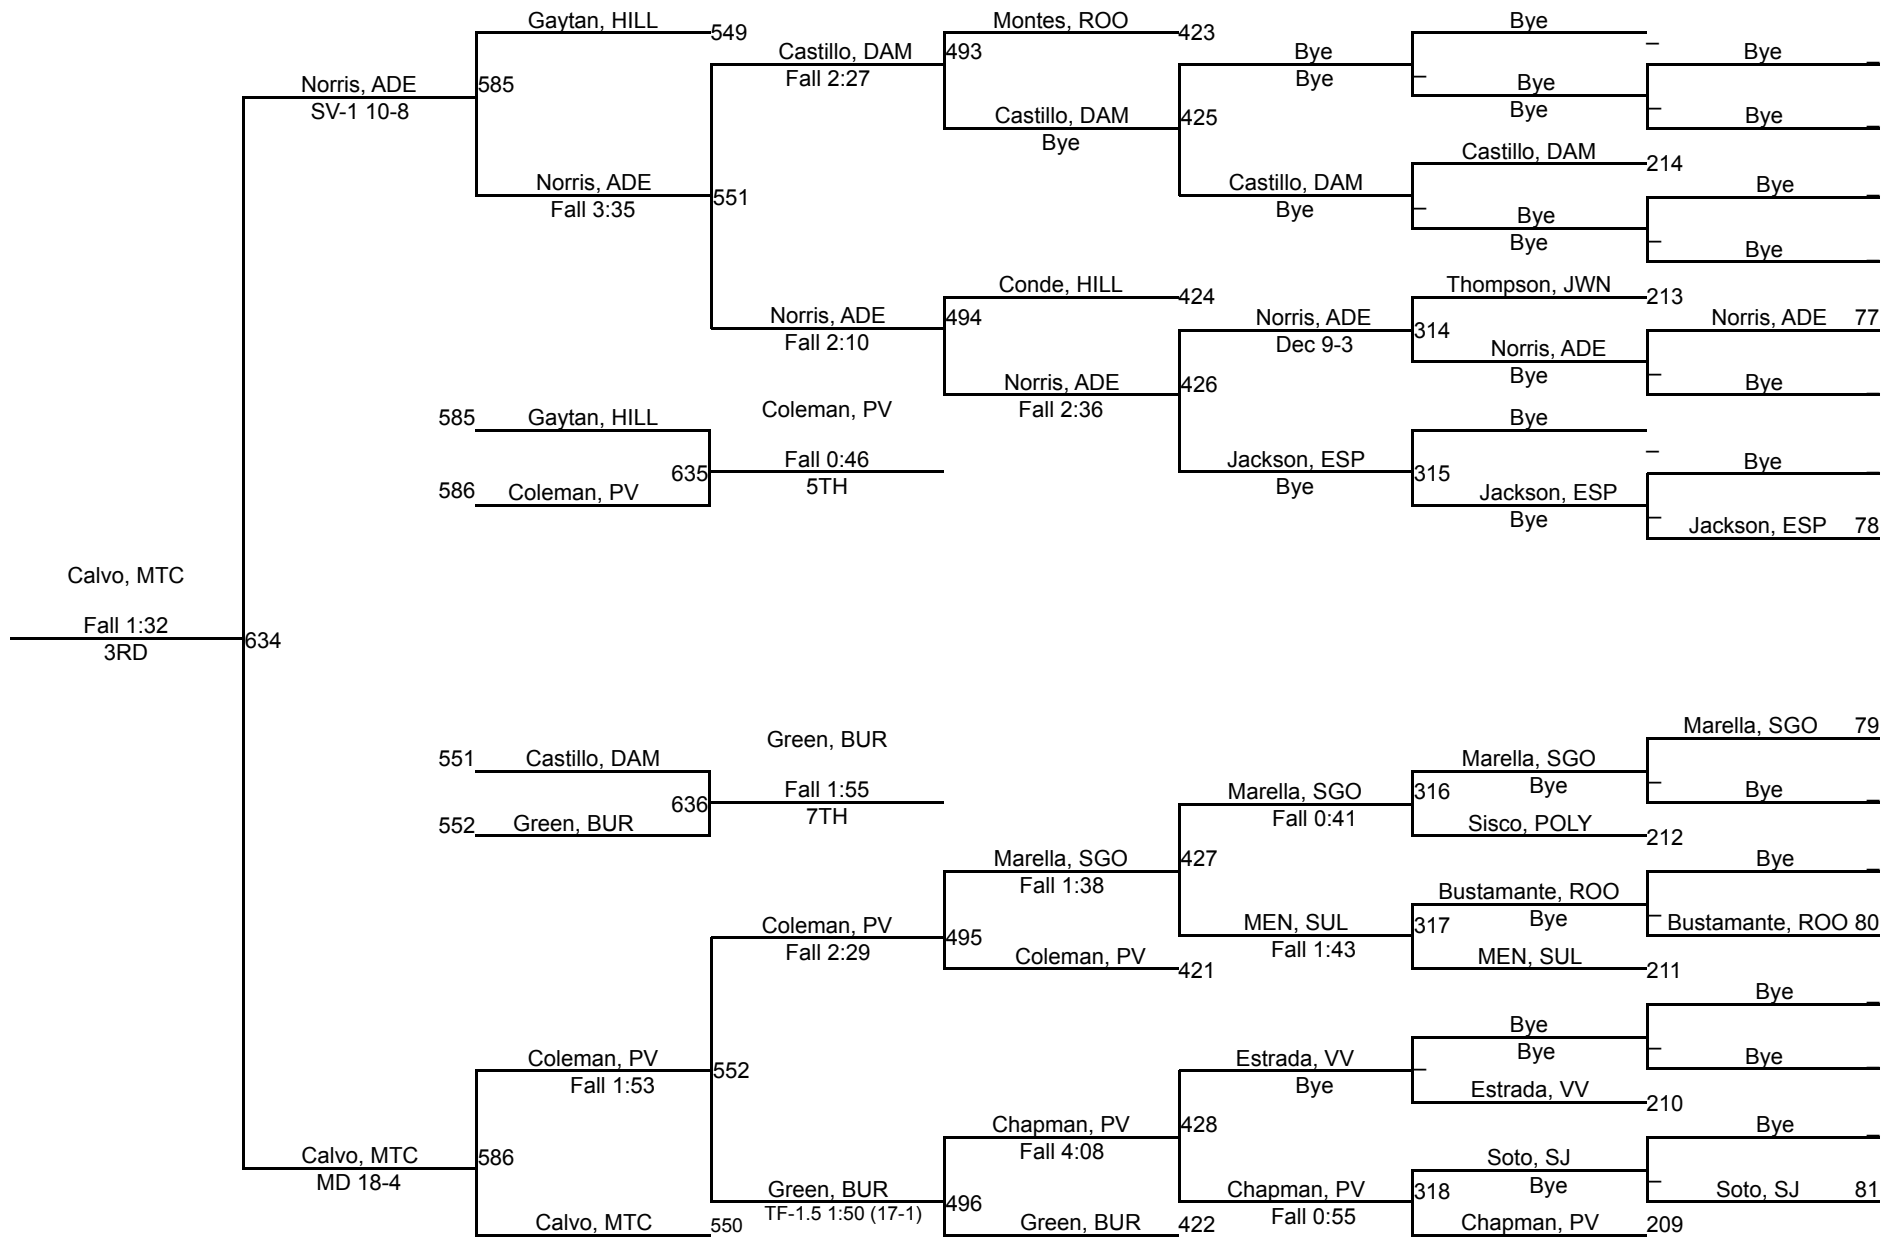 Gaytan, HILL
549
Montes, ROO
423
Bye
_
Castillo, DAM
493
Bye
Bye
_
Fall 2:27
Bye
Norris, ADE
585
_
Bye
SV-1 10-8
Castillo, DAM
425
Bye
_
Bye
_
Bye
Castillo, DAM
214
Norris, ADE
551
Castillo, DAM
Bye
_
Fall 3:35
Bye
_
Bye
Bye
_
Bye
_
Conde, HILL
424
Thompson, JWN
213
Norris, ADE
494
Norris, ADE
314
Norris, ADE 77
Fall 2:10
Dec 9-3
Norris, ADE
Norris, ADE
426
Bye
_
Bye
_
Fall 2:36
585
Gaytan, HILL
Coleman, PV
Bye
635
Fall 0:46
Jackson, ESP
315
_
Bye
_
586
Coleman, PV
5TH
Bye
Jackson, ESP
Bye
_
Jackson, ESP 78
Calvo, MTC
Fall 1:32
634
3RD
551
Castillo, DAM
Green, BUR
Marella, SGO 79
636
Fall 1:55
Marella, SGO
316
Marella, SGO
Bye
_
Bye
_
552
Green, BUR
7TH
Fall 0:41
Sisco, POLY
212
Marella, SGO
427
Bye
_
Fall 1:38
Bustamante, ROO
Coleman, PV
495
MEN, SUL
317
Bye
_
Bustamante, ROO 80
Fall 2:29
Coleman, PV
421
Fall 1:43
MEN, SUL
211
Bye
_
Coleman, PV
552
Estrada, VV
_
Bye
Bye
_
Bye
_
Fall 1:53
Bye
Estrada, VV
210
Chapman, PV
428
Bye
_
Calvo, MTC
586
Fall 4:08
Soto, SJ
MD 18-4
Green, BUR
496
Chapman, PV
318
Bye
_
Soto, SJ 81
TF-1.5 1:50 (17-1)
Fall 0:55
Calvo, MTC
550
Green, BUR
422
Chapman, PV
209